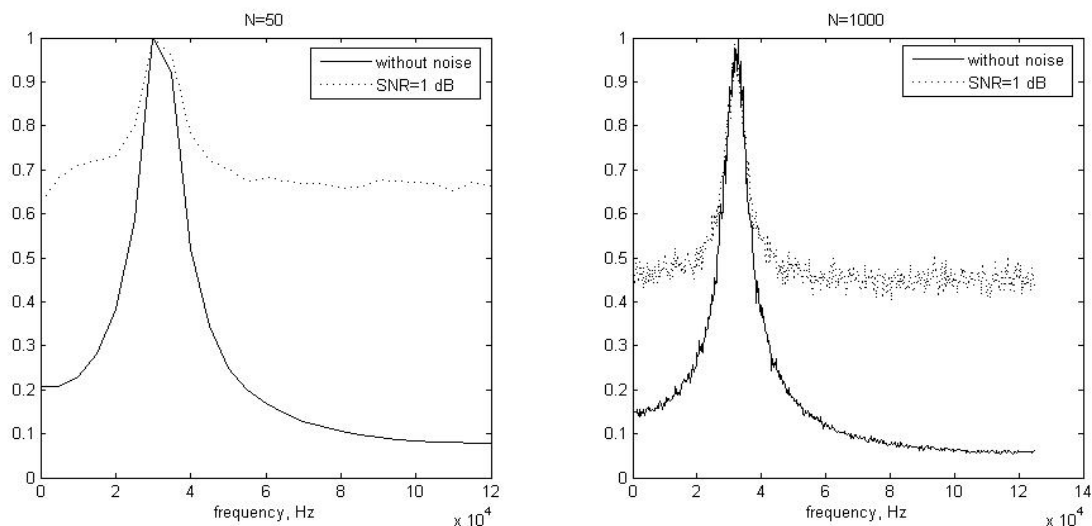 N=50
1
0.9
0.8
0.7
0.6
0.5
0.4
0.3
0.2
0.1
0
0 2 4 6 8 10 12
x 10^4
frequency, Hz
without noise
SNR=1 dB
N=1000
1
0.9
0.8
0.7
0.6
0.5
0.4
0.3
0.2
0.1
0
0 2 4 6 8 10 12 14
x 10^4
frequency, Hz
without noise
SNR=1 dB